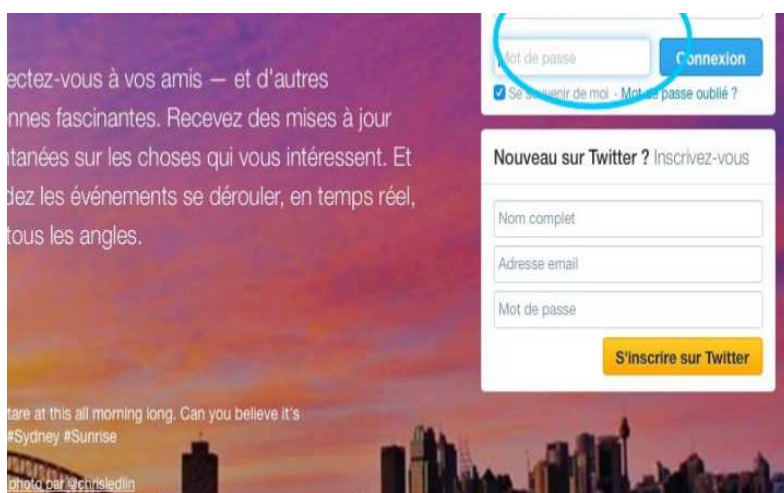 ectez-vous à vos amis — et d'autres
nnes fascinantes. Recevez des mises à jour
ntanées sur les choses qui vous intéressent. Et
dez les événements se dérouler, en temps réel,
tous les angles.
tare at this all morning long. Can you believe it's
#Sydney #Sunrise
photo par @chrisledlin
Mot de passe
Connexion
Se souvenir de moi · Mot de passe oublié ?
Nouveau sur Twitter ? Inscrivez-vous
Nom complet
Adresse email
Mot de passe
S'inscrire sur Twitter